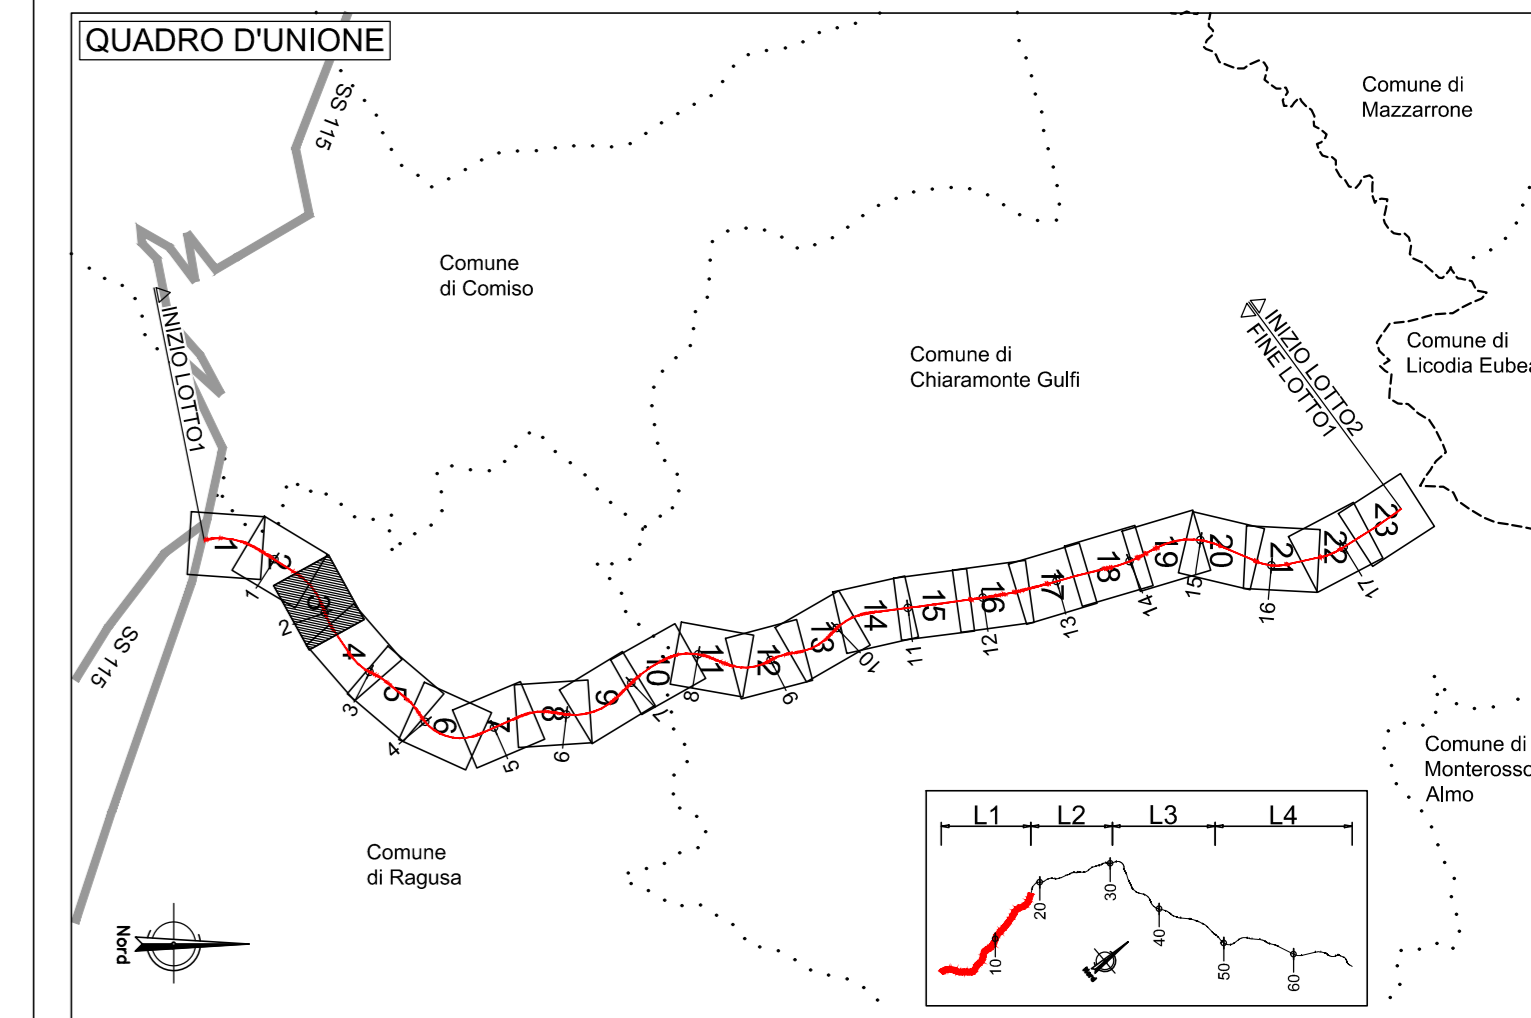 QUADRO D'UNIONE
SS 115
Comune di
Mazzarrone
Comune
di Comiso
INIZIO LOTTO1
Comune di
Chiaramonte Gulfi
INIZIO LOTTO2
FINE LOTTO1
Comune di
Licodia Eubea
1
2
3
4
5
6
7
8
9
10
11
12
13
14
15
16
17
18
19
20
21
22
23
1
2
3
4
5
6
7
8
9
10
11
12
13
14
15
16
17
SS 115
Comune di
Monterosso
Almo
Comune
di Ragusa
Nord
L1 L2 L3 L4
10
20
30
40
50
60
Nord